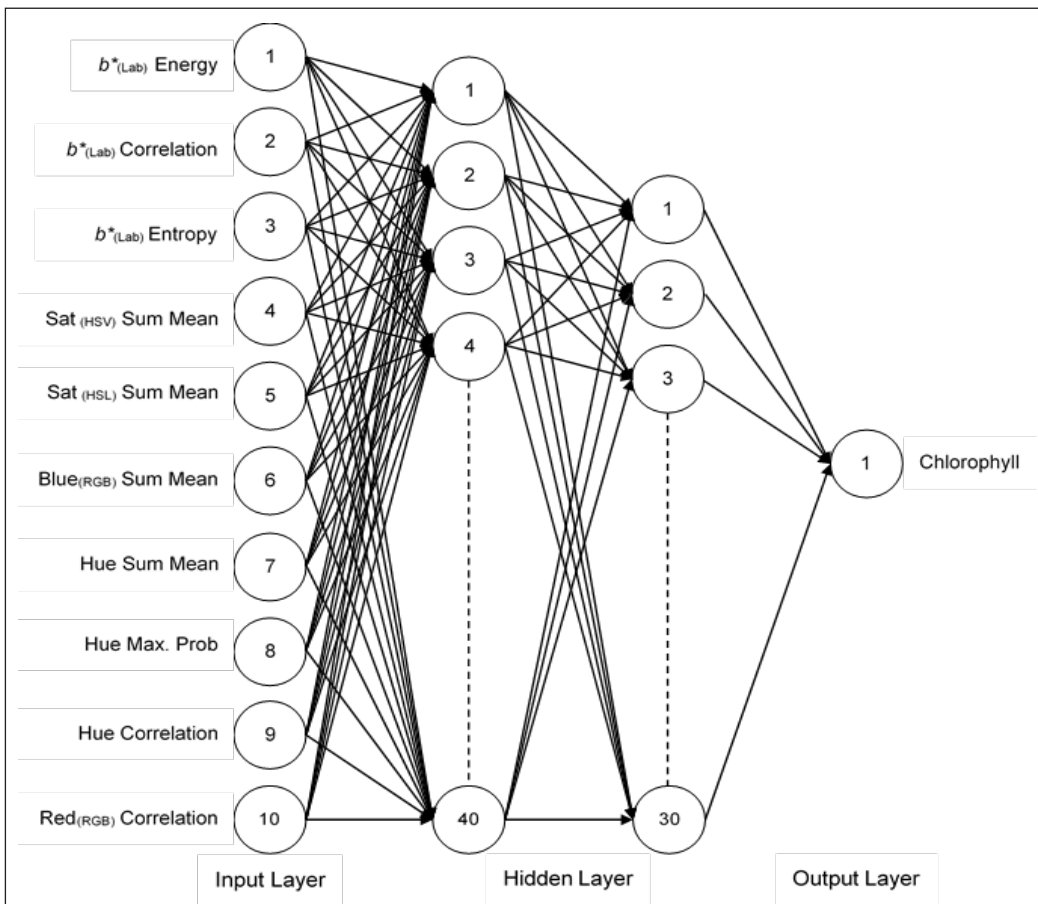 b*(Lab) Energy
b*(Lab) Correlation
b*(Lab) Entropy
Sat (HSV) Sum Mean
Sat (HSL) Sum Mean
Blue(RGB) Sum Mean
Hue Sum Mean
Hue Max. Prob
Hue Correlation
Red(RGB) Correlation
1
2
3
4
5
6
7
8
9
10
Input Layer
1
2
3
4
40
1
2
3
30
Hidden Layer
1
Chlorophyll
Output Layer